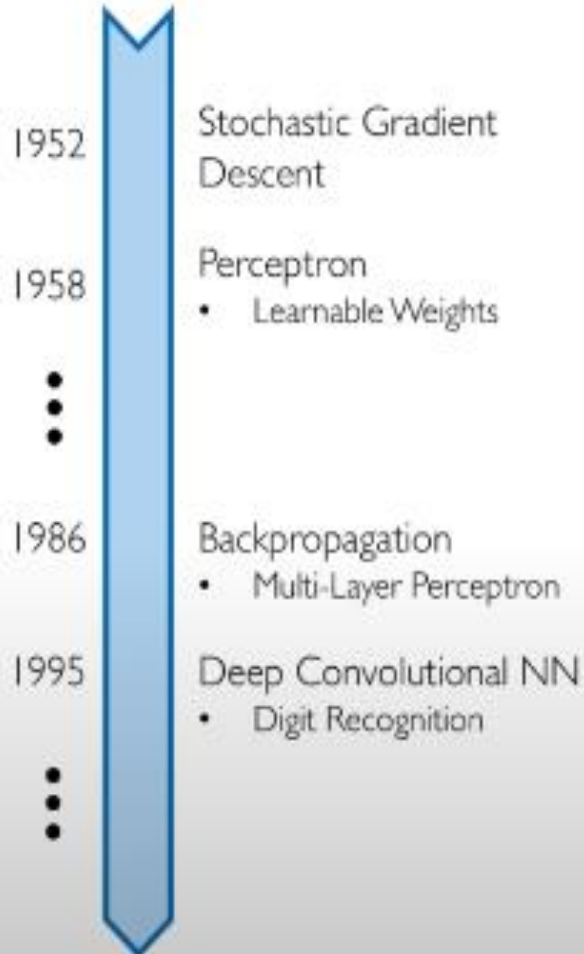 1952
Stochastic Gradient
Descent
1958
Perceptron
• Learnable Weights
1986
Backpropagation
• Multi-Layer Perceptron
1995
Deep Convolutional NN
• Digit Recognition